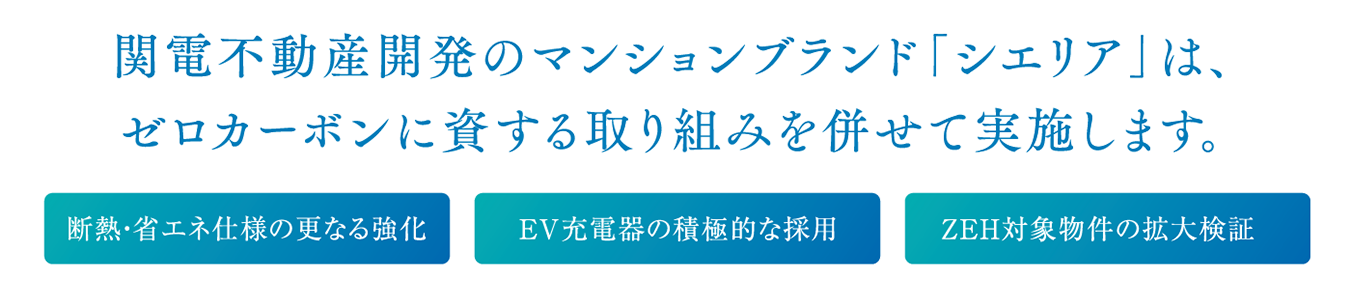 関電不動産開発のマンションブランド「シエリア」は、
ゼロカーボンに資する取り組みを併せて実施します。
断熱・省エネ仕様の更なる強化
EV充電器の積極的な採用
ZEH対象物件の拡大検証